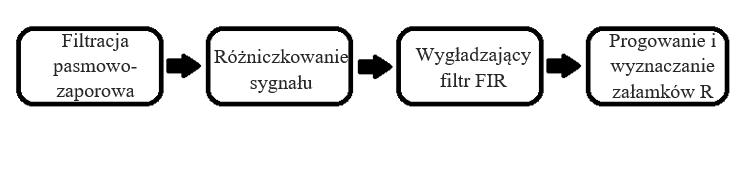 Filtracja
pasmowo-
zaporowa
Różniczkowanie
sygnału
Wygładzający
filtr FIR
Progowanie i
wyznaczanie
załamków R